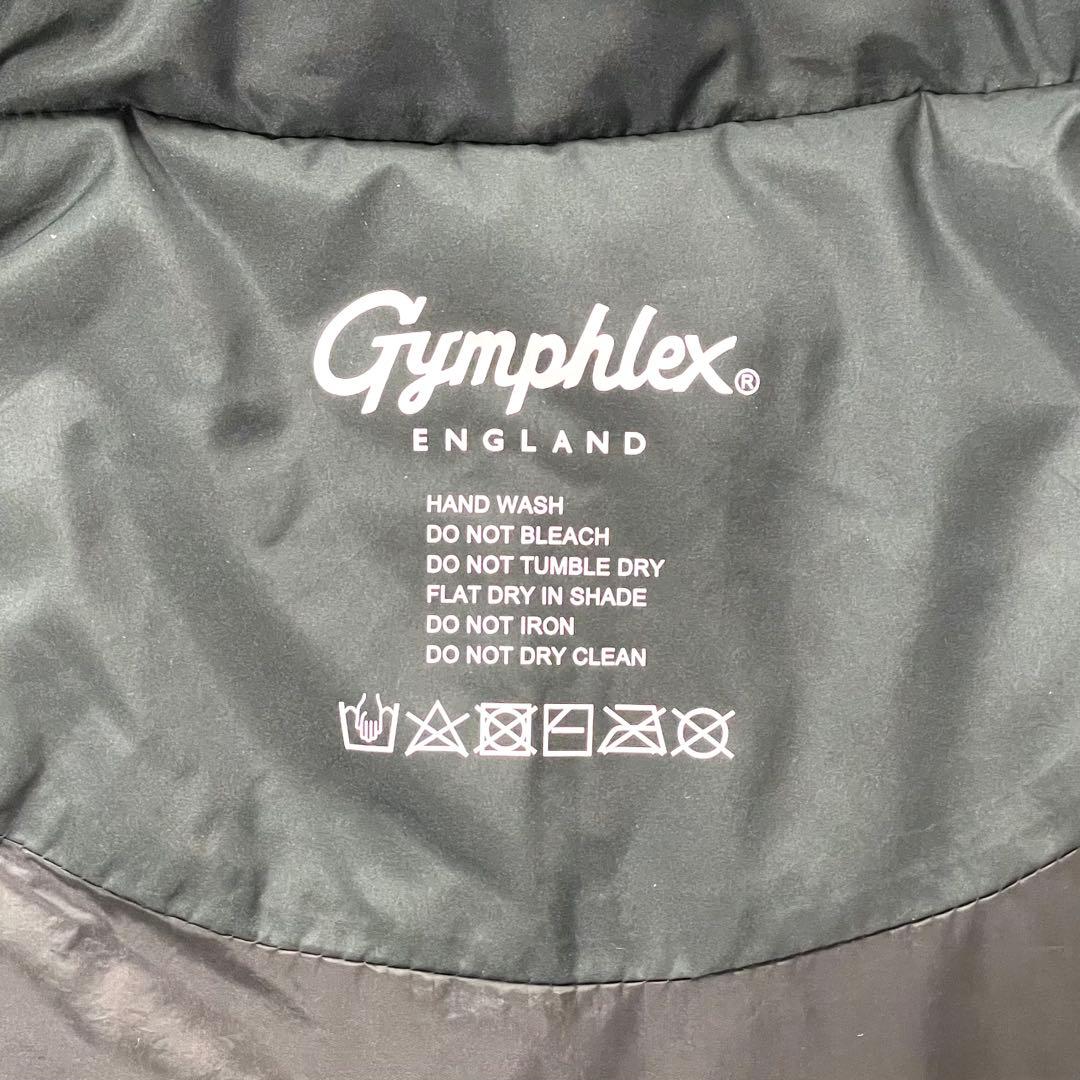 Gymphlex®
ENGLAND
HAND WASH
DO NOT BLEACH
DO NOT TUMBLE DRY
FLAT DRY IN SHADE
DO NOT IRON
DO NOT DRY CLEAN